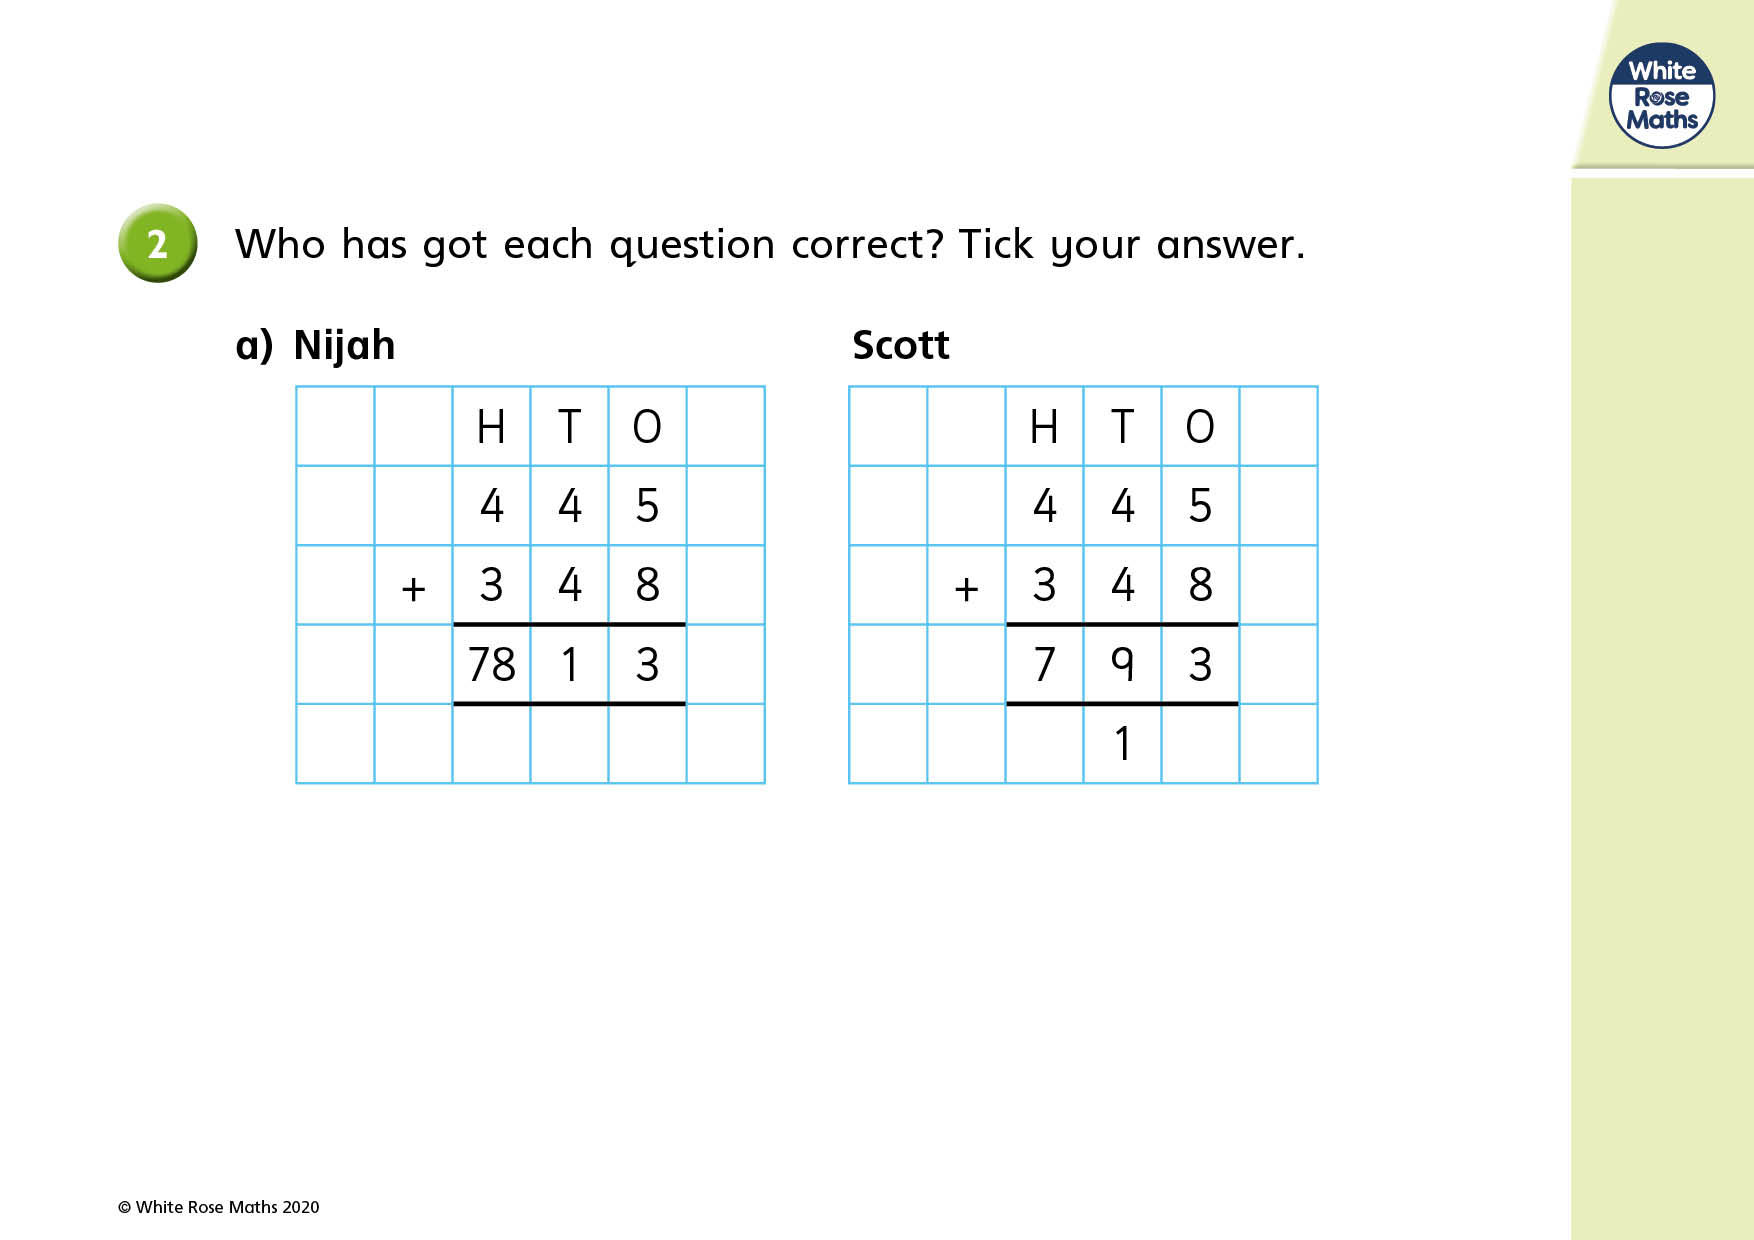 White
Rose
Maths
2 Who has got each question correct? Tick your answer.
a) Nijah Scott
H T O H T O
4 4 5 4 4 5
+ 3 4 8 + 3 4 8
78 1 3 7 9 3
1
© White Rose Maths 2020